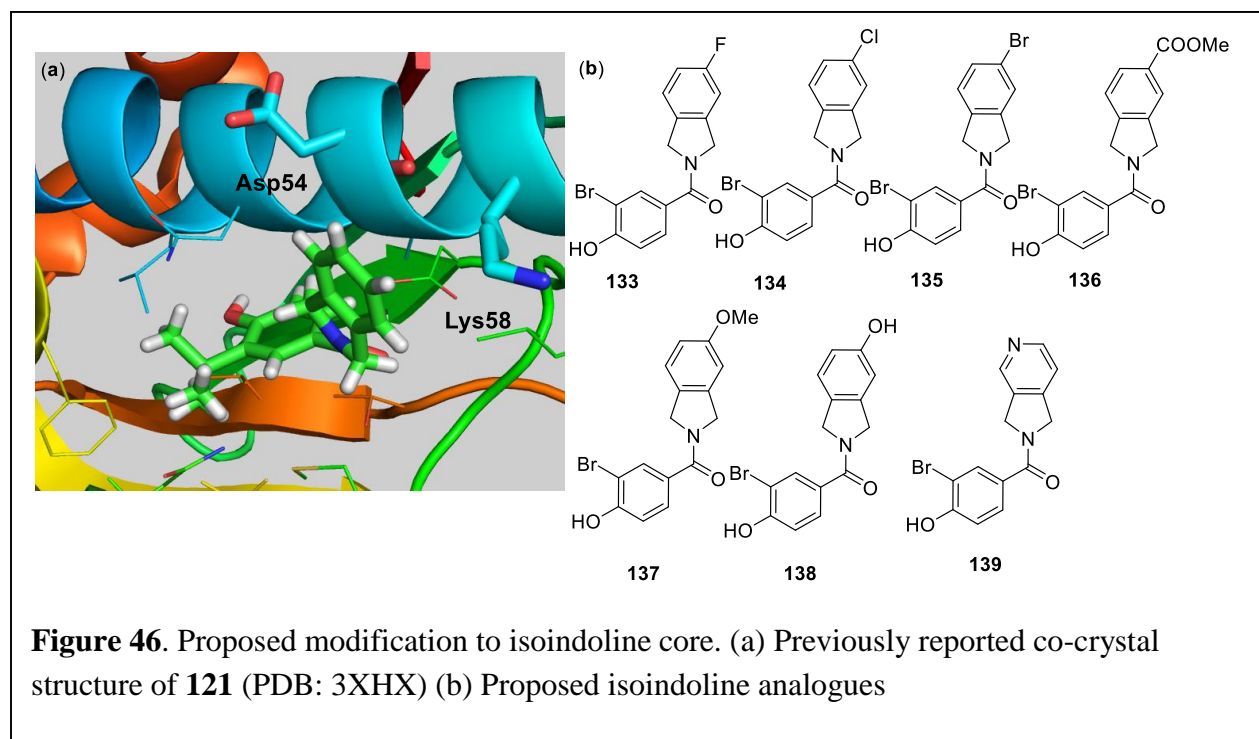 (a)
Asp54
Lys58
(b)
F
N
Br
O
HO
133
Cl
N
Br
O
HO
134
Br
N
Br
O
HO
135
COOMe
N
Br
O
HO
136
OMe
N
Br
O
HO
137
OH
N
Br
O
HO
138
N
N
Br
O
HO
139
Figure 46. Proposed modification to isoindoline core. (a) Previously reported co-crystal
structure of 121 (PDB: 3XHX) (b) Proposed isoindoline analogues